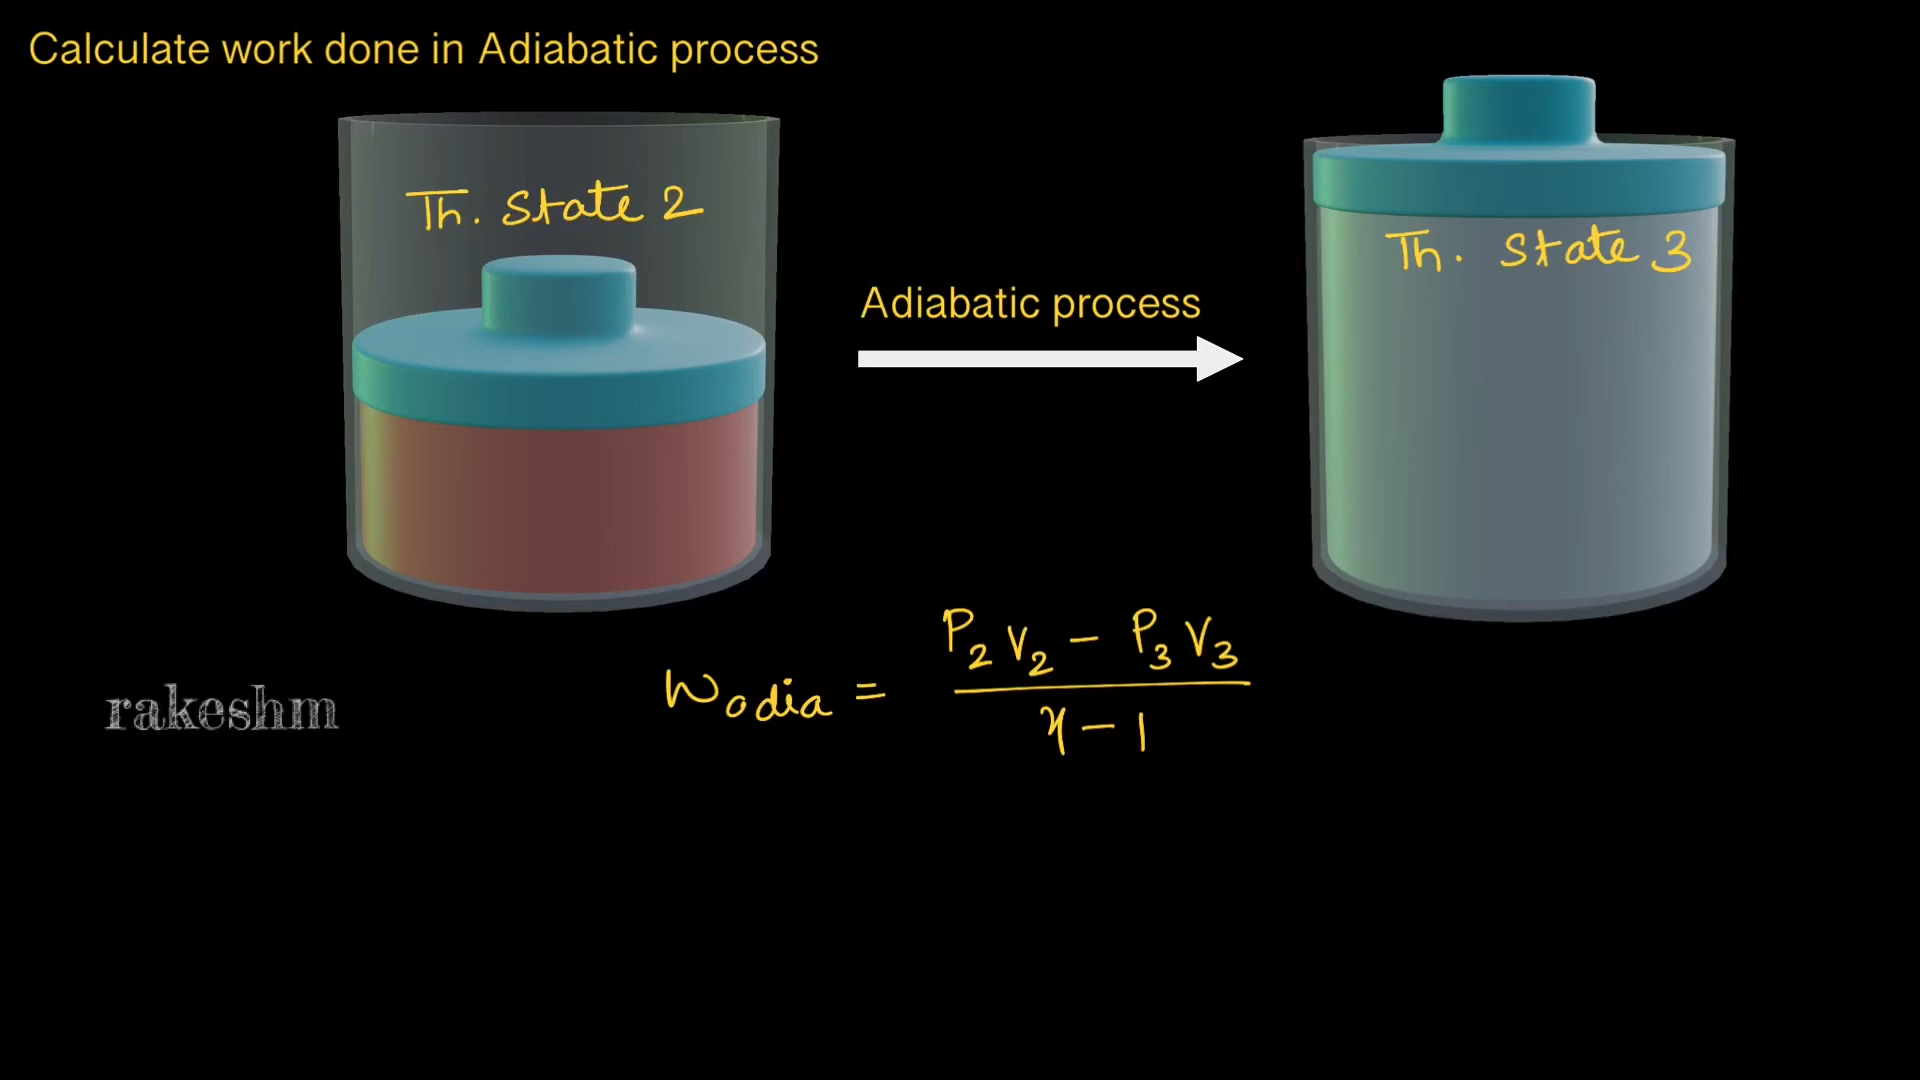 Calculate work done in Adiabatic process
Th. State 2
Th. State 3
Adiabatic process
Wadia = P2V2 - P3V3
γ - 1
rakeshm